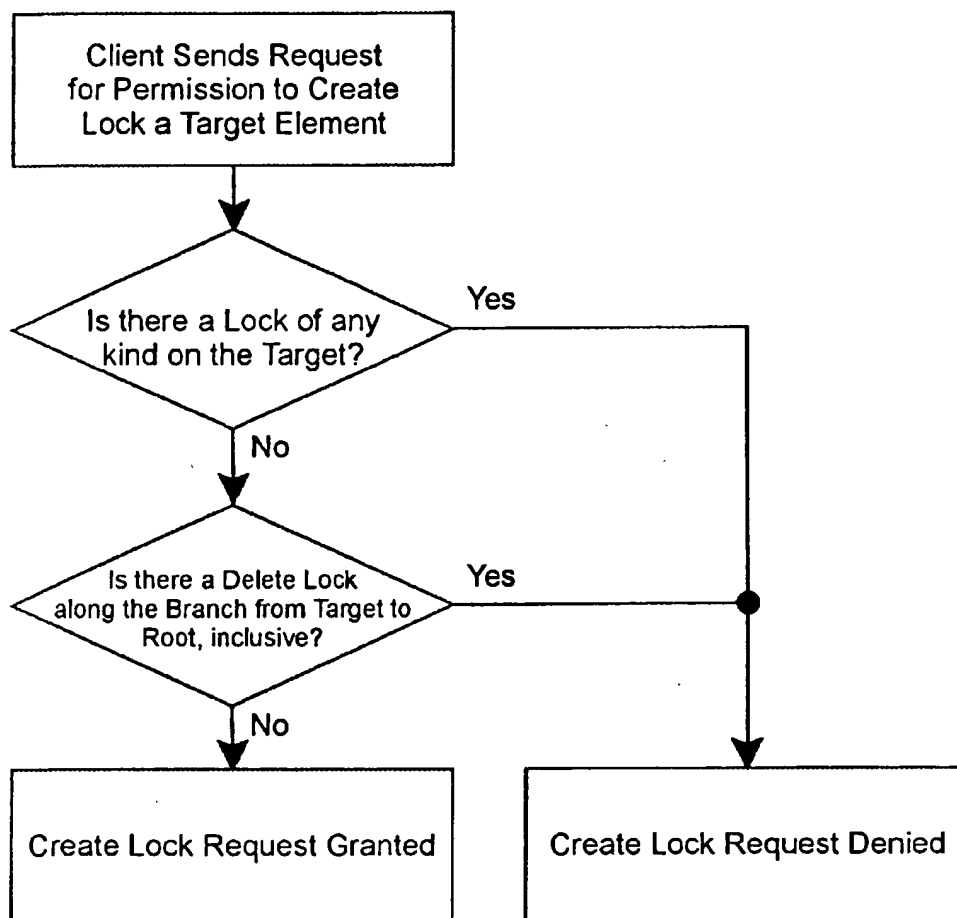 Client Sends Request
for Permission to Create
Lock a Target Element
Is there a Lock of any
kind on the Target?
Yes
No
Is there a Delete Lock
along the Branch from Target to
Root, inclusive?
Yes
No
Create Lock Request Granted
Create Lock Request Denied